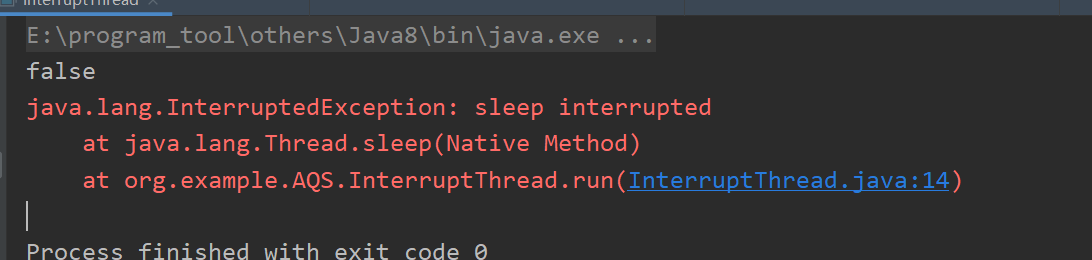 InterruptThread ×
E:\program_tool\others\Java8\bin\java.exe ...
false
java.lang.InterruptedException: sleep interrupted
at java.lang.Thread.sleep(Native Method)
at org.example.AQS.InterruptThread.run(InterruptThread.java:14)
Process finished with exit code 0